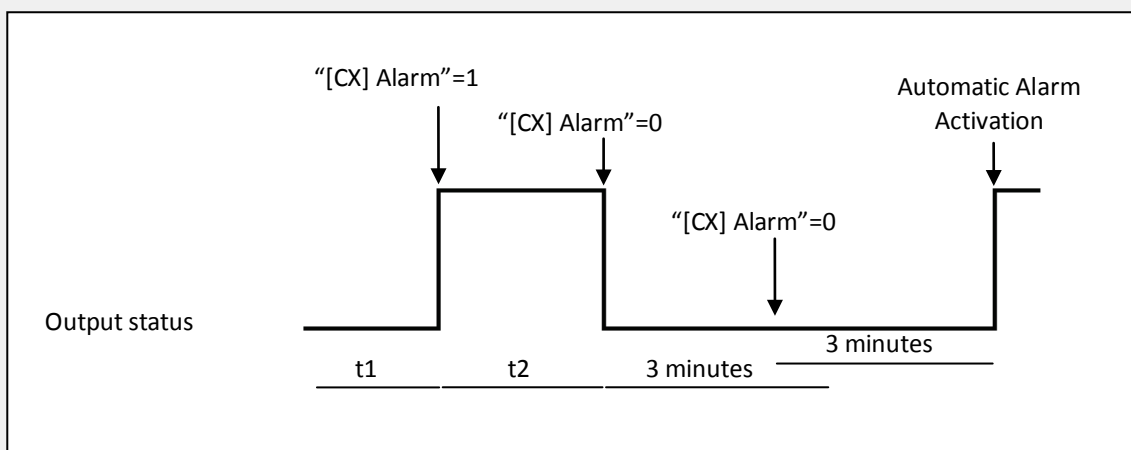 “[CX] Alarm”=1
“[CX] Alarm”=0
Automatic Alarm
Activation
“[CX] Alarm”=0
Output status
3 minutes
t1
t2
3 minutes